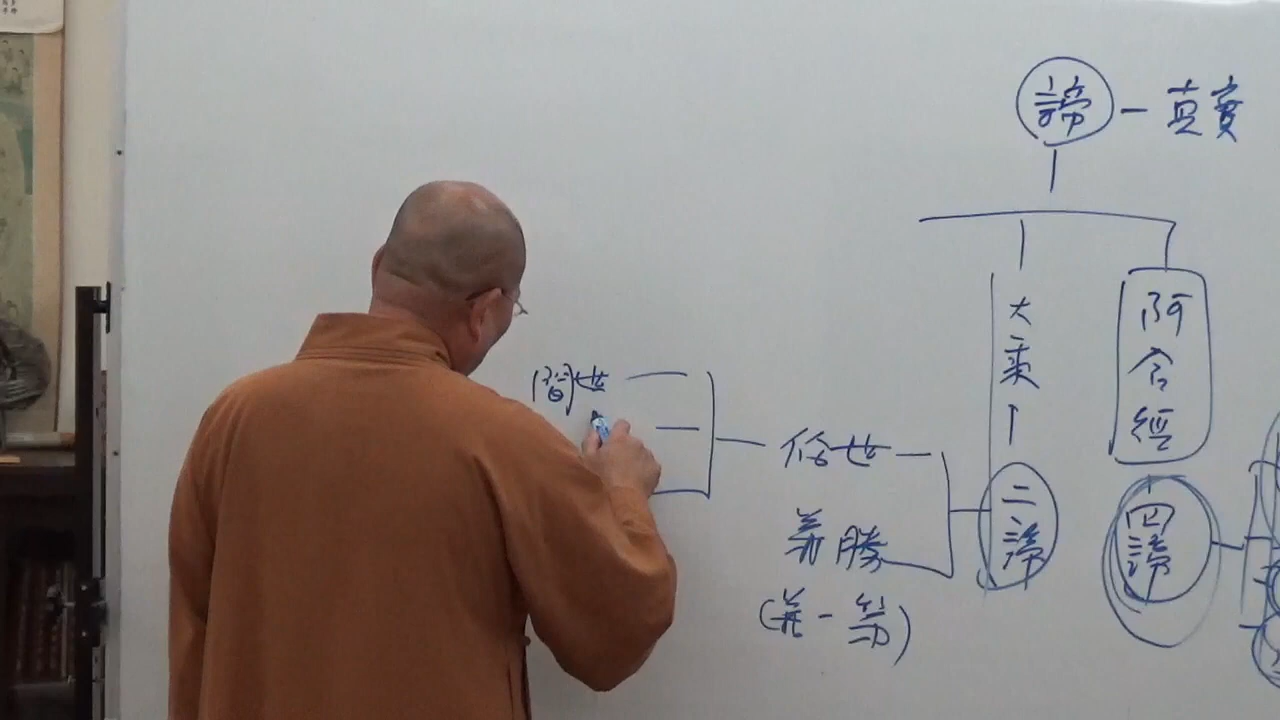 諦 — 真實
阿含經
四諦
大乘
二諦
世俗
勝義
(第一義)
世間